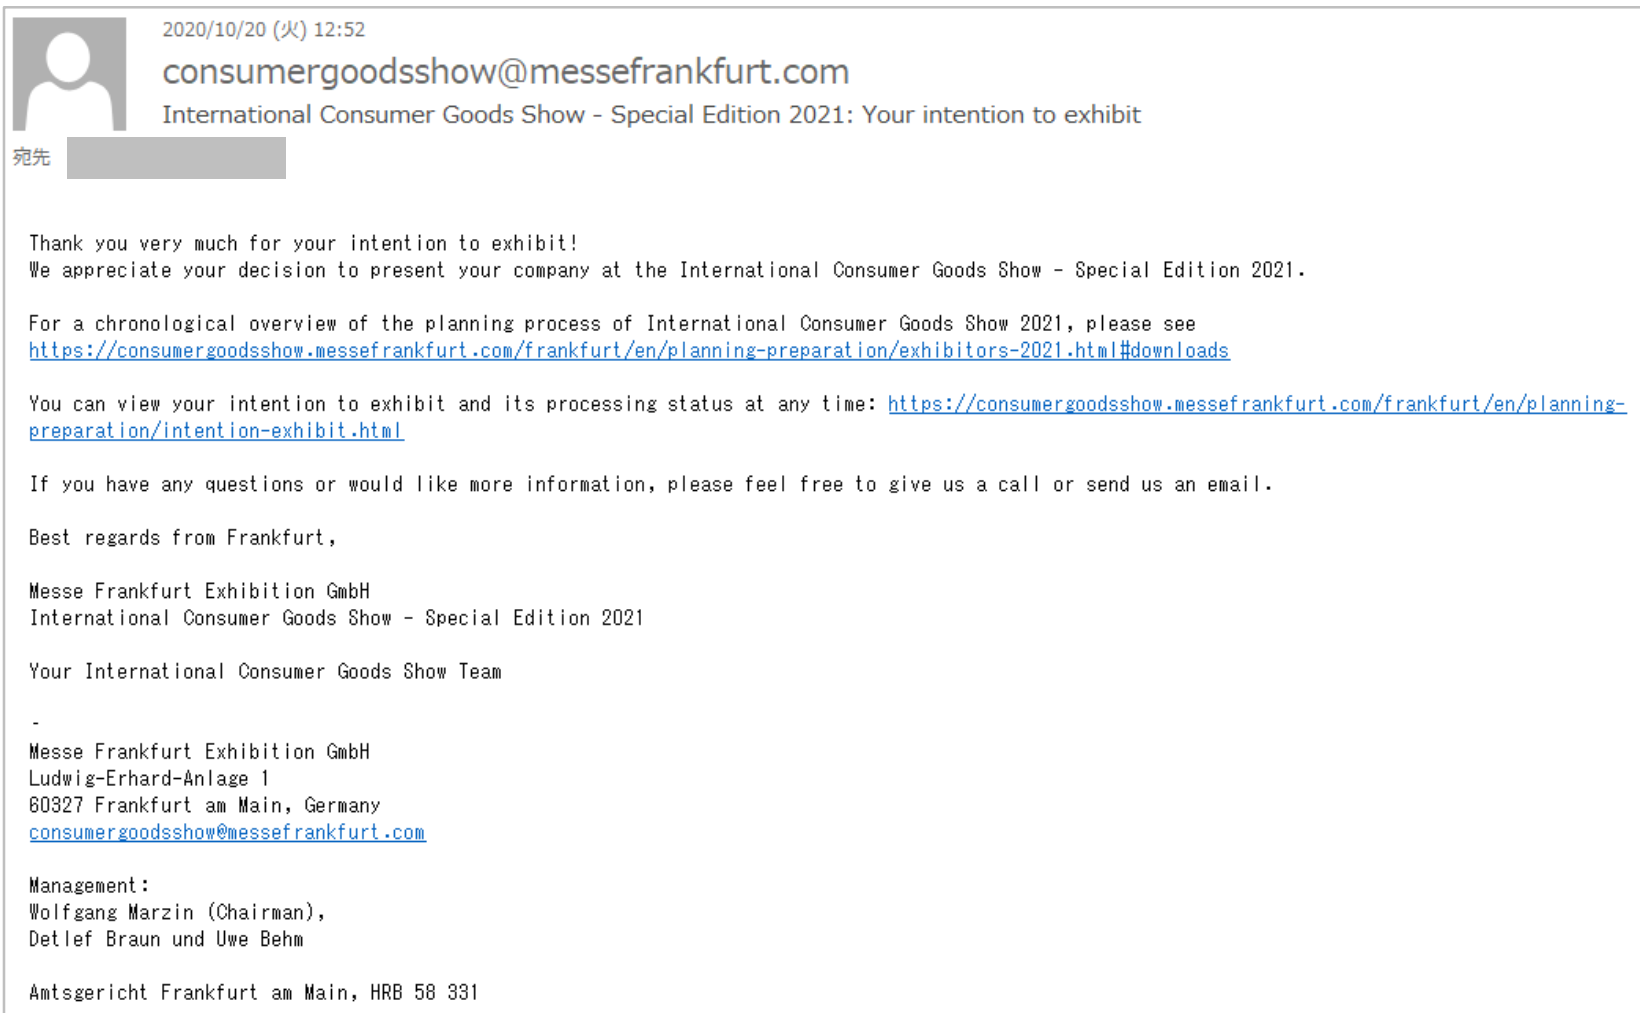 2020/10/20 (火) 12:52
consumergoodsshow@messefrankfurt.com
International Consumer Goods Show - Special Edition 2021: Your intention to exhibit
宛先
Thank you very much for your intention to exhibit!
We appreciate your decision to present your company at the International Consumer Goods Show - Special Edition 2021.
For a chronological overview of the planning process of International Consumer Goods Show 2021, please see
https://consumergoodsshow.messefrankfurt.com/frankfurt/en/planning-preparation/exhibitors-2021.html#downloads
You can view your intention to exhibit and its processing status at any time: https://consumergoodsshow.messefrankfurt.com/frankfurt/en/planning-
preparation/intention-exhibit.html
If you have any questions or would like more information, please feel free to give us a call or send us an email.
Best regards from Frankfurt,
Messe Frankfurt Exhibition GmbH
International Consumer Goods Show - Special Edition 2021
Your International Consumer Goods Show Team
-
Messe Frankfurt Exhibition GmbH
Ludwig-Erhard-Anlage 1
60327 Frankfurt am Main, Germany
consumergoodsshow@messefrankfurt.com
Management:
Wolfgang Marzin (Chairman),
Detlef Braun und Uwe Behm
Amtsgericht Frankfurt am Main, HRB 58 331